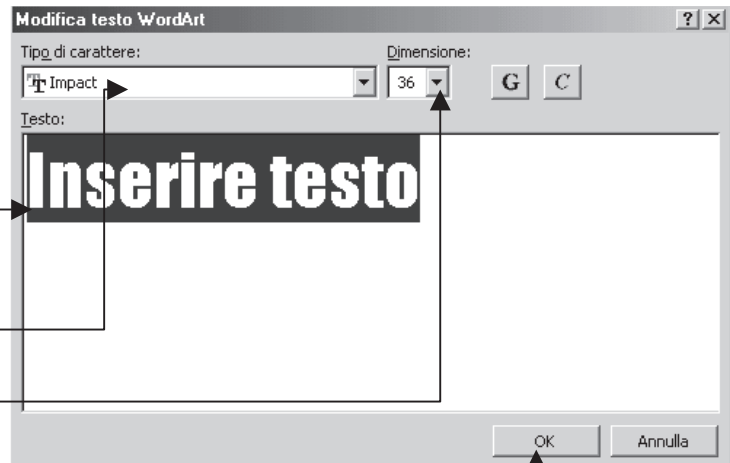 Modifica testo WordArt ? X
Tipo di carattere: Dimensione:
Impact 36 G C
Testo:
Inserire testo
OK Annulla